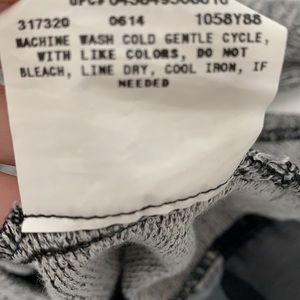 317320 0614 1058Y88
MACHINE WASH COLD GENTLE CYCLE,
WITH LIKE COLORS, DO NOT
BLEACH, LINE DRY, COOL IRON, IF
NEEDED